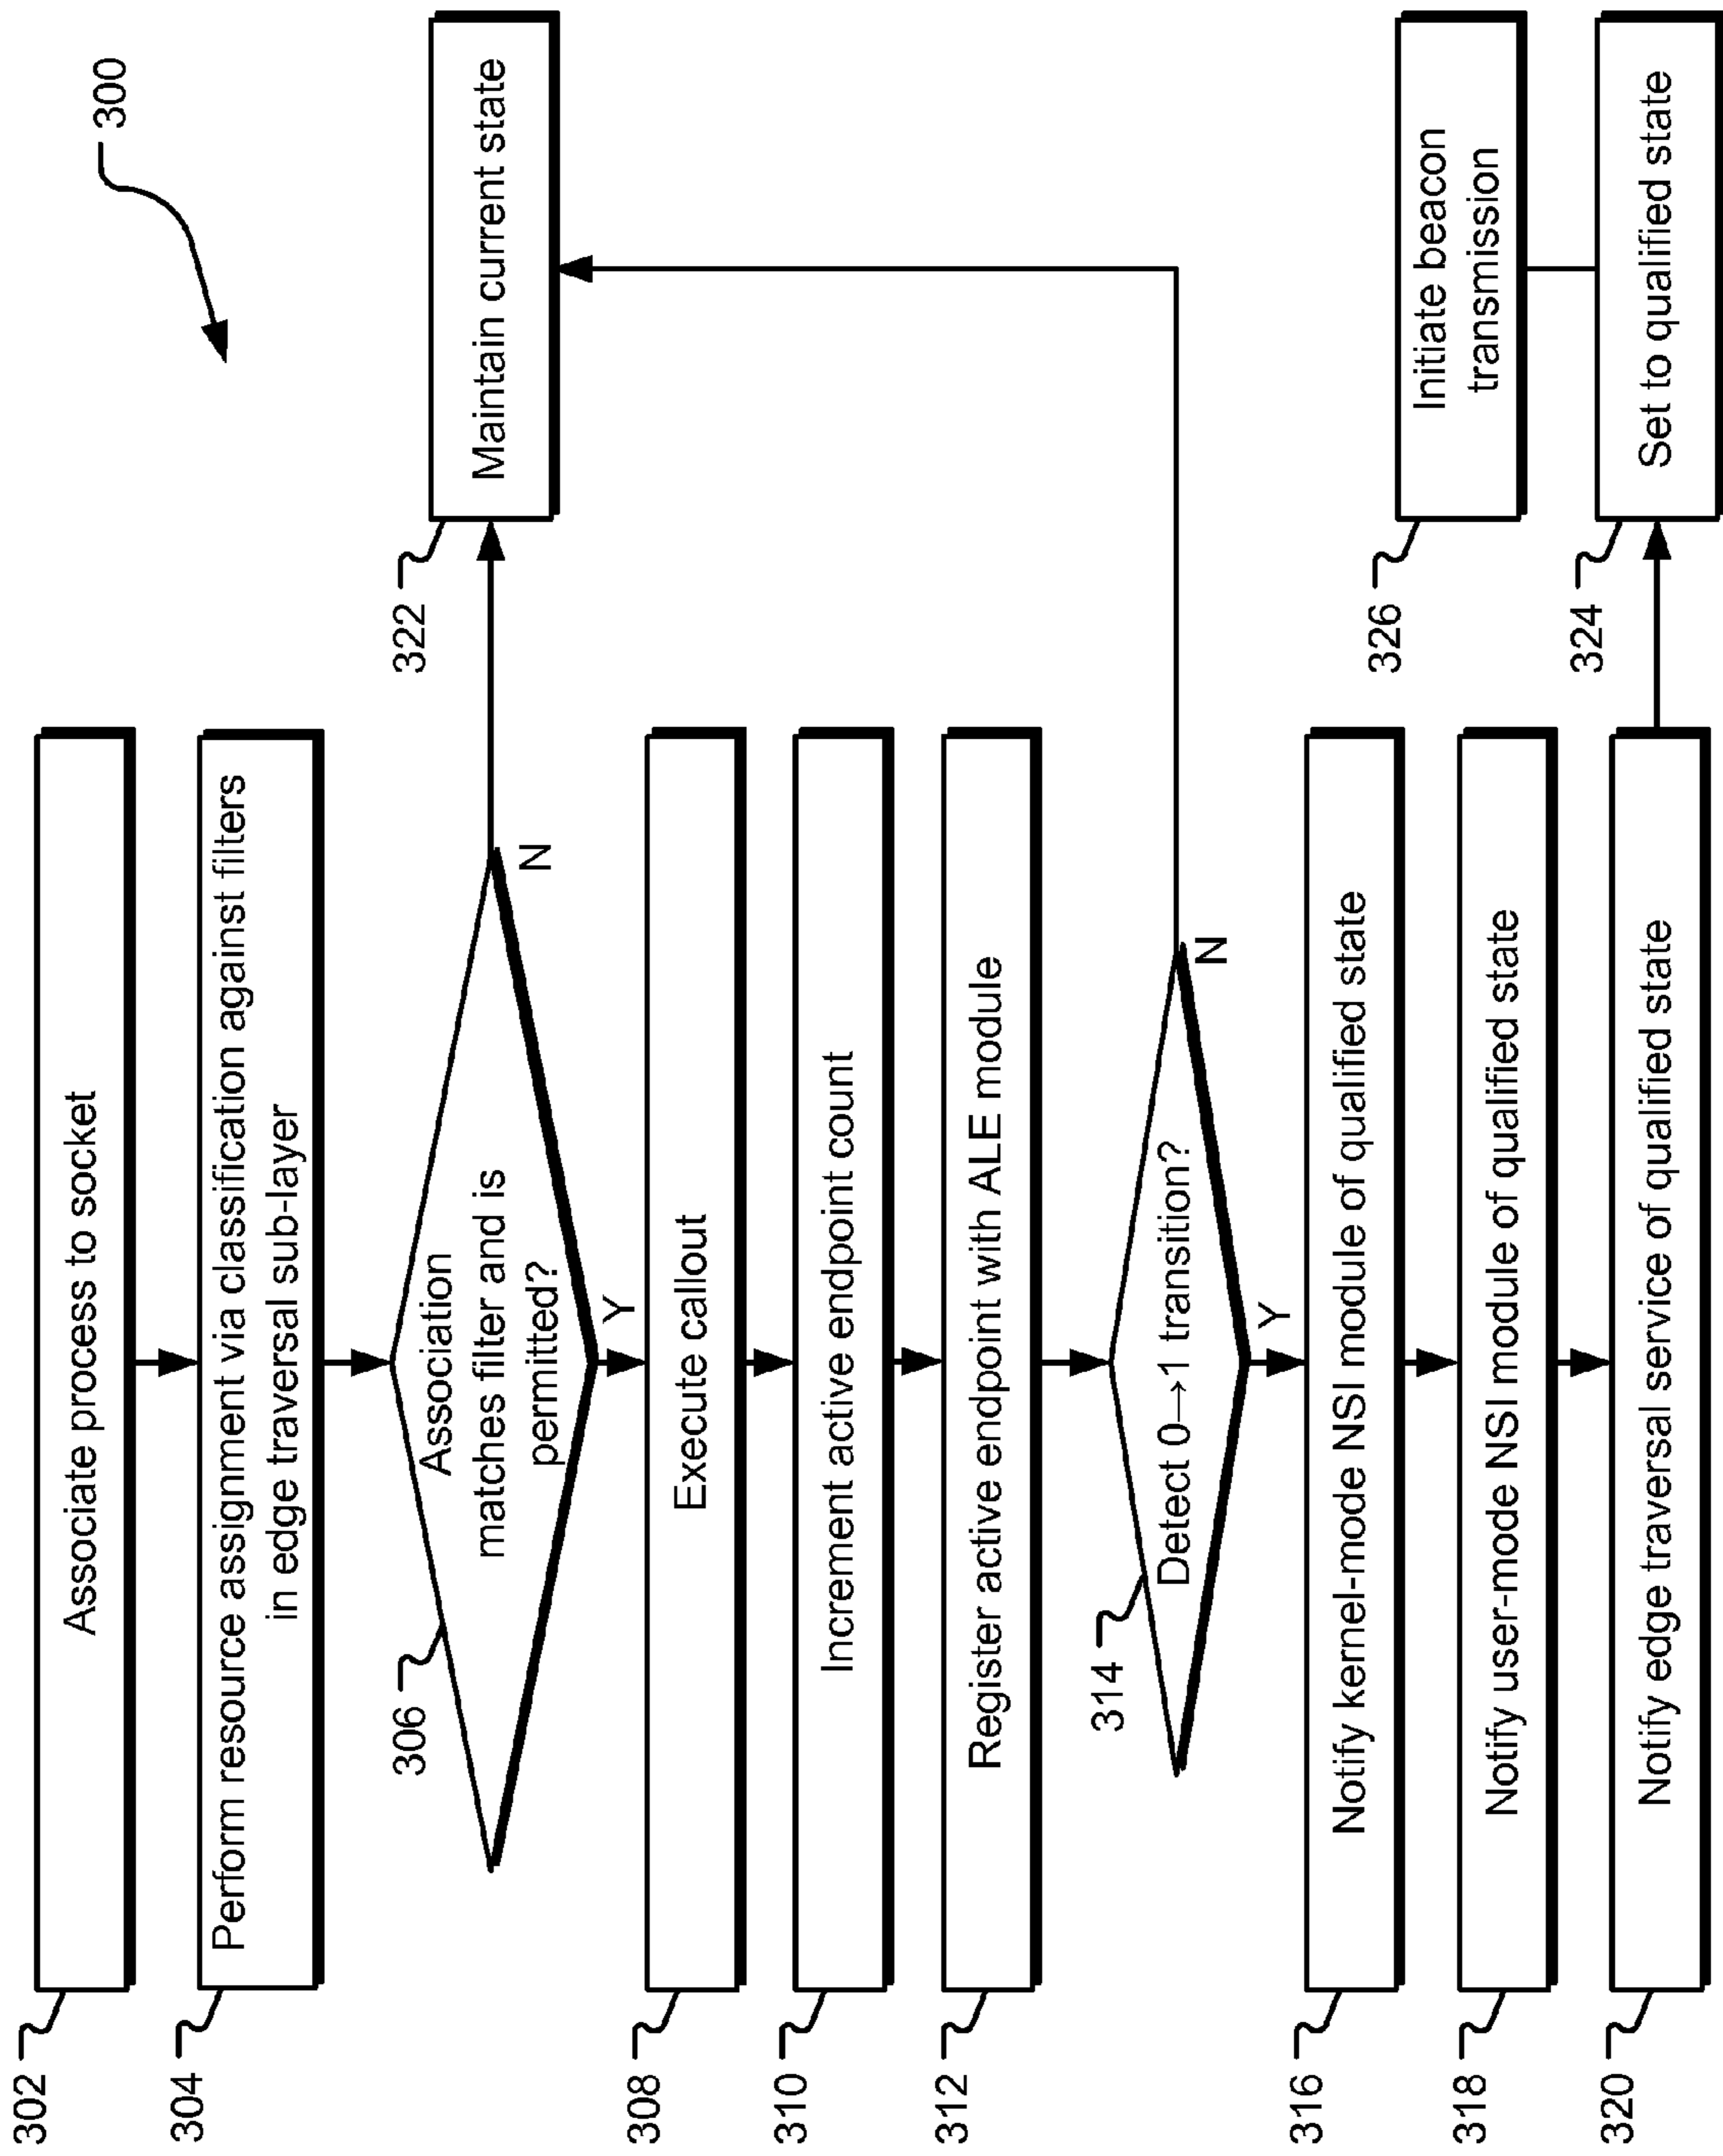 300
302
Associate process to socket
304
Perform resource assignment via classification against filters
in edge traversal sub-layer
306
Association
matches filter and is
permitted?
N
Y
322
Maintain current state
308
Execute callout
310
Increment active endpoint count
312
Register active endpoint with ALE module
314
Detect 0→1 transition?
N
Y
316
Notify kernel-mode NSI module of qualified state
318
Notify user-mode NSI module of qualified state
320
Notify edge traversal service of qualified state
326
Initiate beacon
transmission
324
Set to qualified state